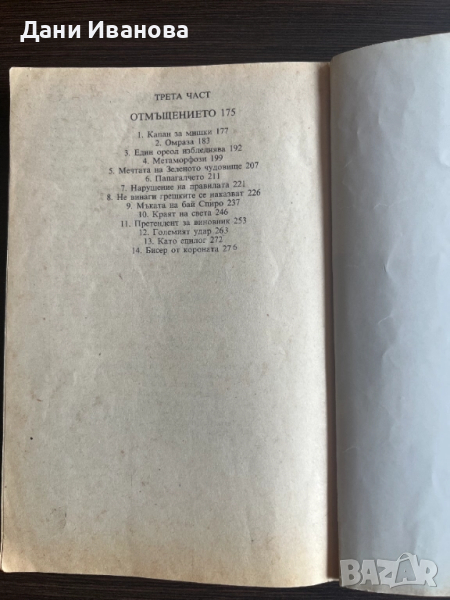 Дани Иванова
ТРЕТА ЧАСТ
ОТМЪЩЕНИЕТО 175
1. Капан за мишки 177
2. Омраза 183
3. Един ореол избледнява 192
4. Метаморфози 199
5. Мечтата на Зеленото чудовище 207
6. Папагалчето 211
7. Нарушение на правилата 221
8. Не винаги грешките се наказват 226
9. Мъката на бай Спиро 237
10. Краят на света 246
11. Претендент за виновник 253
12. Големият удар 263
13. Като епилог 272
14. Бисер от короната 276
BAZAR
bg